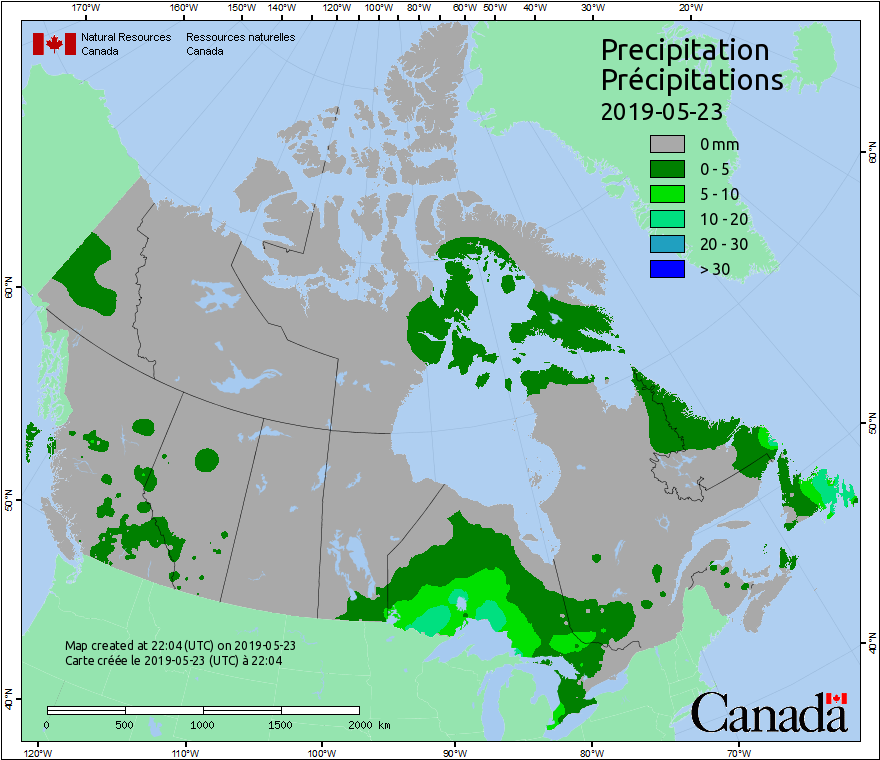 170°W 160°W 150°W 140°W 120°W 110°W 100°W 90°W 80°W 60°W 50°W 40°W 30°W 20°W
Natural Resources Ressources naturelles
Canada Canada
Precipitation
Précipitations
2019-05-23
0 mm
0 - 5
5 - 10
10 - 20
20 - 30
> 30
60°N
60°N
50°N
50°N
40°N
40°N
Map created at 22:04 (UTC) on 2019-05-23
Carte créée le 2019-05-23 (UTC) à 22:04
0 500 1000 1500 2000 km
Canada
120°W 110°W 100°W 90°W 80°W 70°W